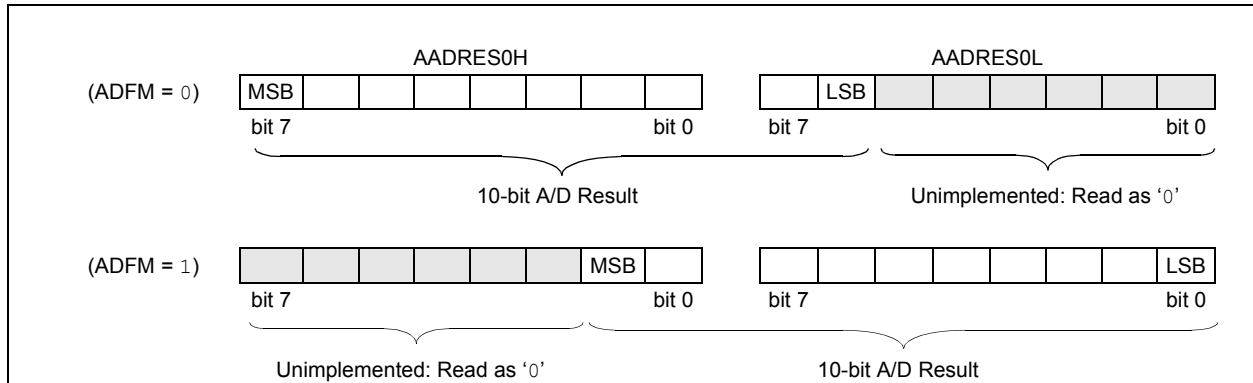 AADRES0H AADRES0L
(ADFM = 0) MSB LSB
bit 7 bit 0 bit 7 bit 0
10-bit A/D Result Unimplemented: Read as ‘0’
(ADFM = 1) MSB LSB
bit 7 bit 0 bit 7 bit 0
Unimplemented: Read as ‘0’ 10-bit A/D Result